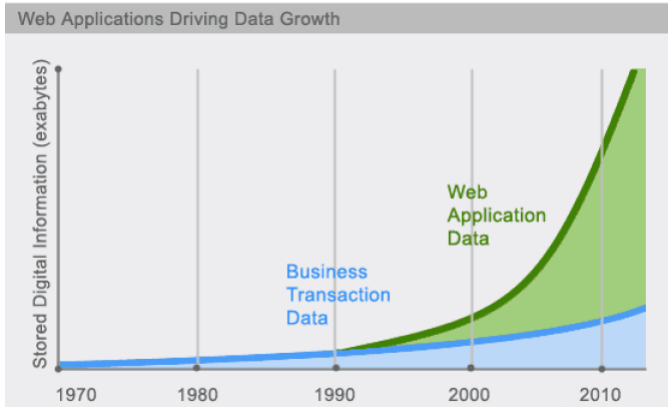 Web Applications Driving Data Growth
Stored Digital Information (exabytes)
Web
Application
Data
Business
Transaction
Data
1970 1980 1990 2000 2010